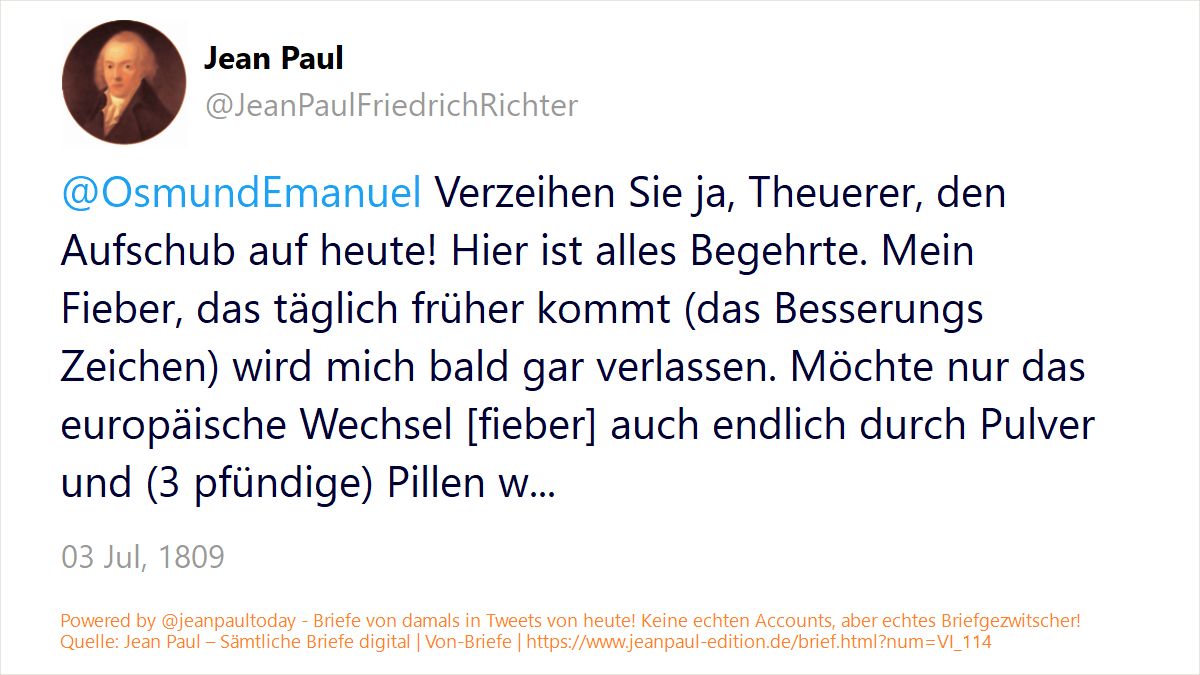 Jean Paul
@JeanPaulFriedrichRichter
@OsmundEmanuel Verzeihen Sie ja, Theuerer, den
Aufschub auf heute! Hier ist alles Begehrte. Mein
Fieber, das täglich früher kommt (das Besserungs
Zeichen) wird mich bald gar verlassen. Möchte nur das
europäische Wechsel [fieber] auch endlich durch Pulver
und (3 pfündige) Pillen w...
03 Jul, 1809
Powered by @jeanpaultoday - Briefe von damals in Tweets von heute! Keine echten Accounts, aber echtes Briefgezwitscher!
Quelle: Jean Paul – Sämtliche Briefe digital | Von-Briefe | https://www.jeanpaul-edition.de/brief.html?num=VI_114